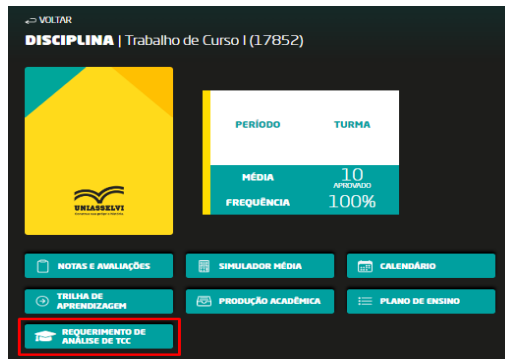 VOLTAR
DISCIPLINA | Trabalho de Curso I (17852)
PERÍODO TURMA
MÉDIA 10
APROVADO
FREQUÊNCIA 100%
UNIASSELVI
NOTAS E AVALIAÇÕES
SIMULADOR MÉDIA
CALENDÁRIO
TRILHA DE
APRENDIZAGEM
PRODUÇÃO ACADÊMICA
PLANO DE ENSINO
REQUERIMENTO DE
ANÁLISE DE TCC